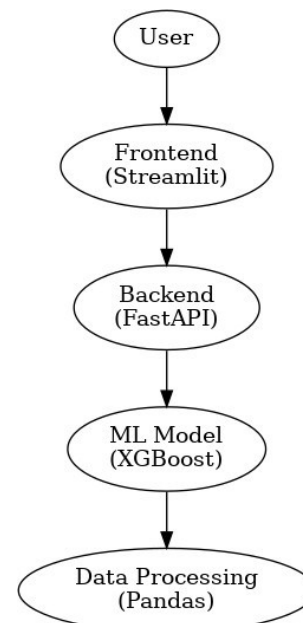 User
Frontend
(Streamlit)
Backend
(FastAPI)
ML Model
(XGBoost)
Data Processing
(Pandas)